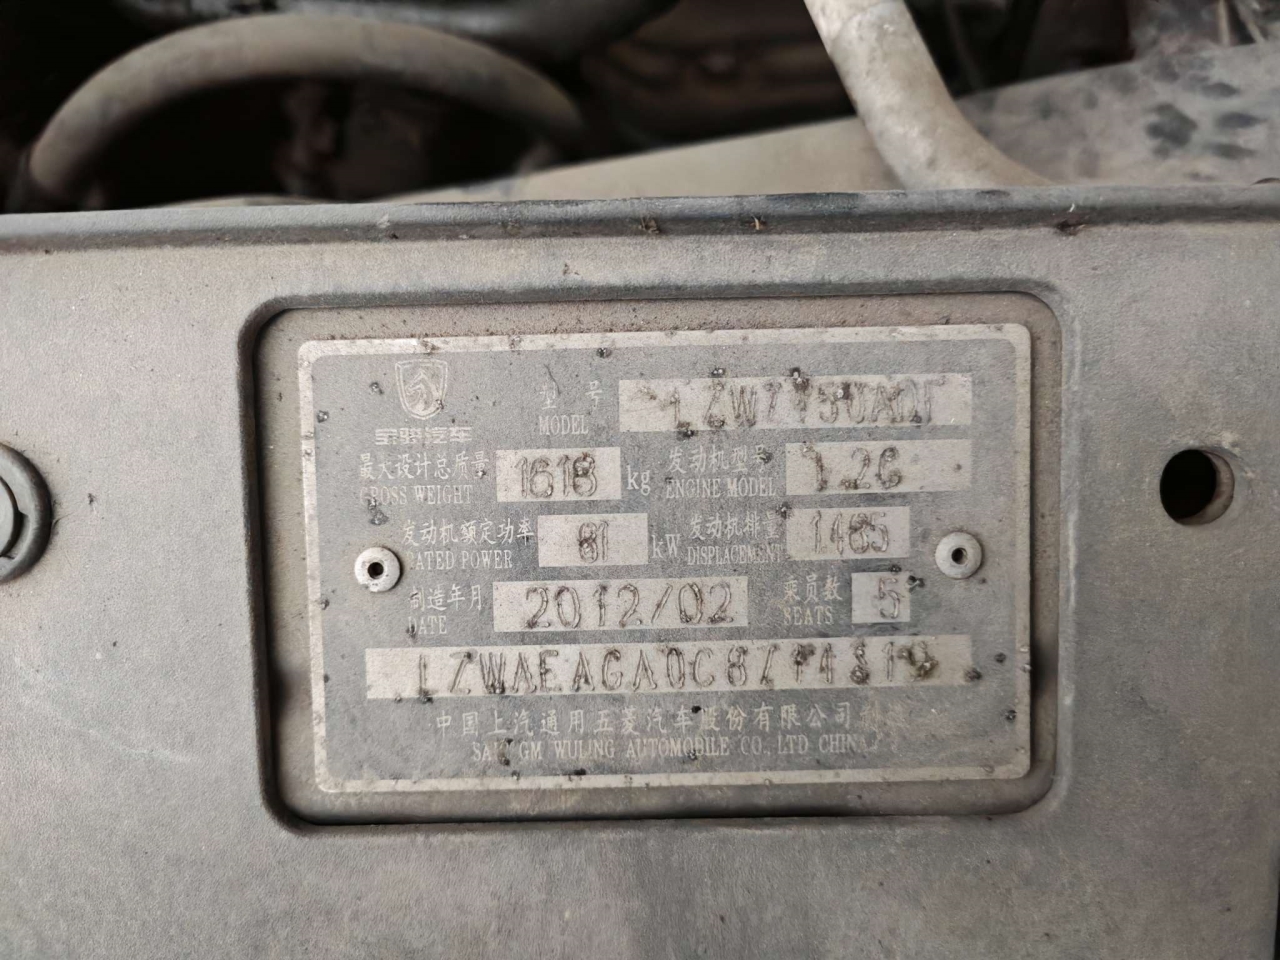 宝骏汽车
型号
MODEL
最大设计总质量 1618 kg 发动机型号 L2C
GROSS WEIGHT ENGINE MODEL
发动机额定功率 81 kW 发动机排量 1485
RATED POWER DISPLACEMENT
制造年月 2012/02 乘员数 5
DATE SEATS
中国上汽通用五菱汽车股份有限公司制造
SAIC GM WULING AUTOMOBILE CO., LTD CHINA